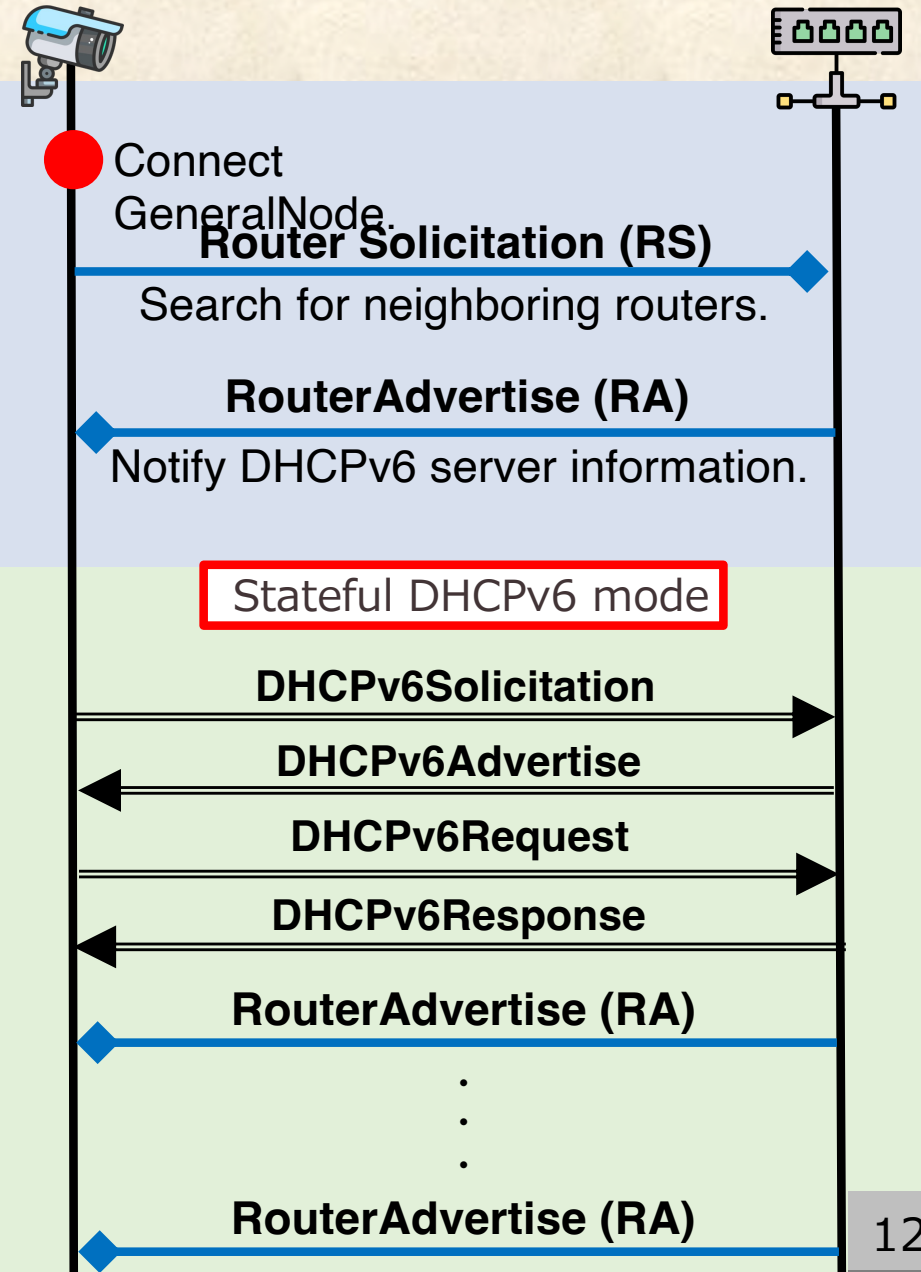 Connect
GeneralNode.
Router Solicitation (RS)
Search for neighboring routers.
RouterAdvertise (RA)
Notify DHCPv6 server information.
Stateful DHCPv6 mode
DHCPv6Solicitation
DHCPv6Advertise
DHCPv6Request
DHCPv6Response
RouterAdvertise (RA)
.
.
.
RouterAdvertise (RA)
12